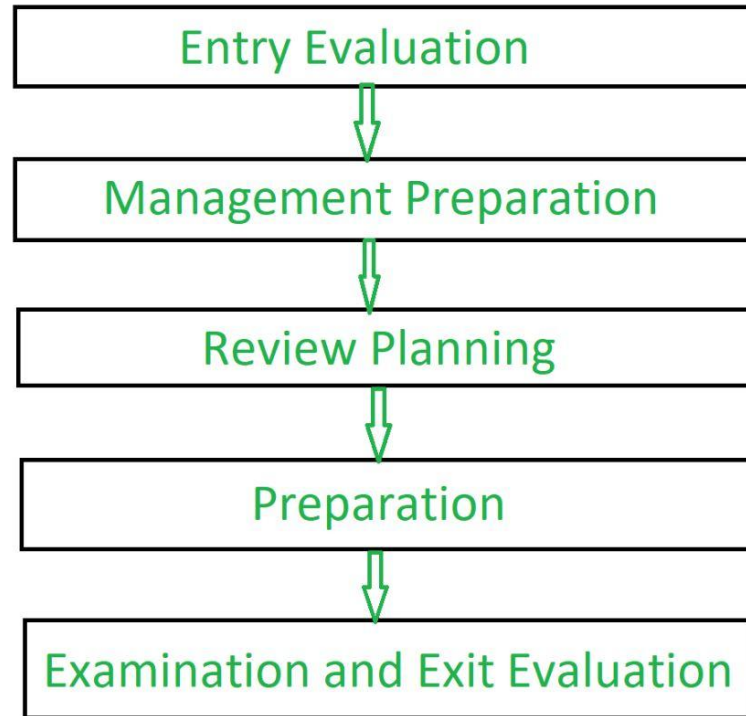 Entry Evaluation
Management Preparation
Review Planning
Preparation
Examination and Exit Evaluation